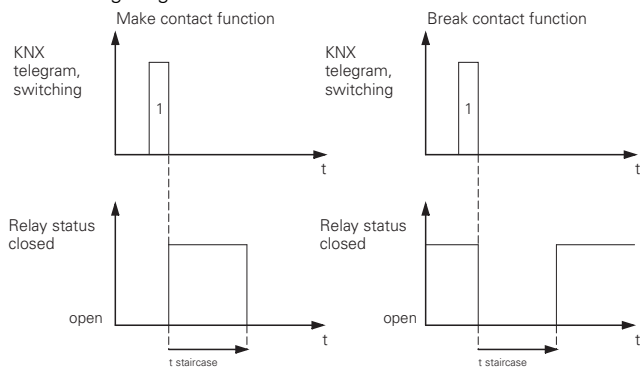 Make contact function
KNX
telegram,
switching
1
t
Relay status
closed
open
t
t staircase
Break contact function
KNX
telegram,
switching
1
t
Relay status
closed
open
t
t staircase